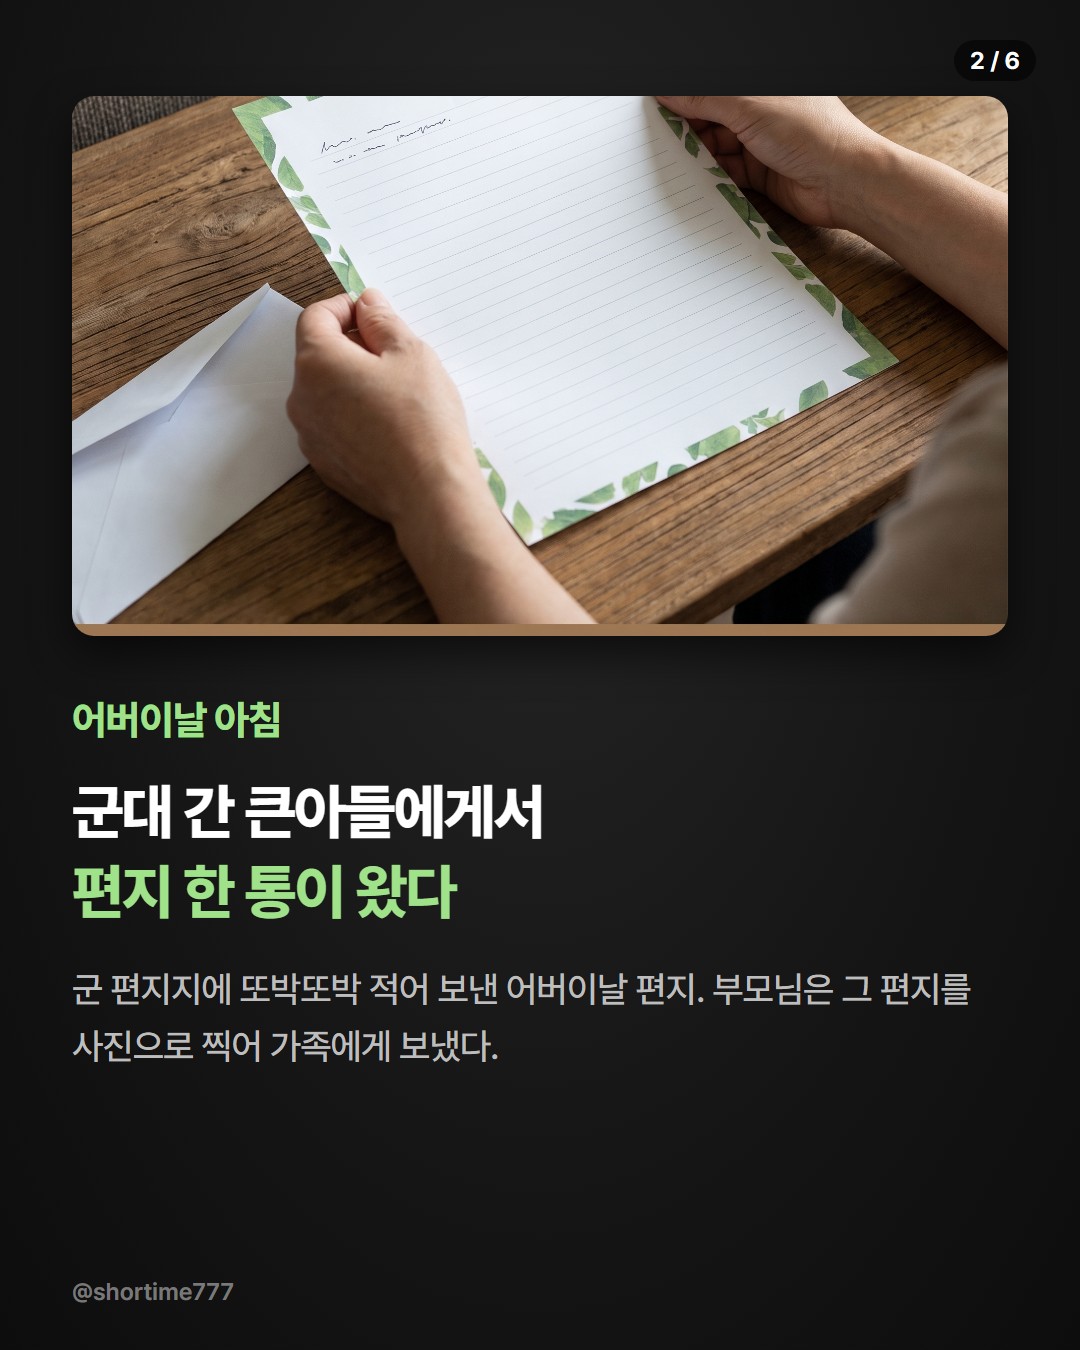 2 / 6
어버이날 아침
군대 간 큰아들에게서
편지 한 통이 왔다
군 편지지에 또박또박 적어 보낸 어버이날 편지. 부모님은 그 편지를
사진으로 찍어 가족에게 보냈다.
@shortime777